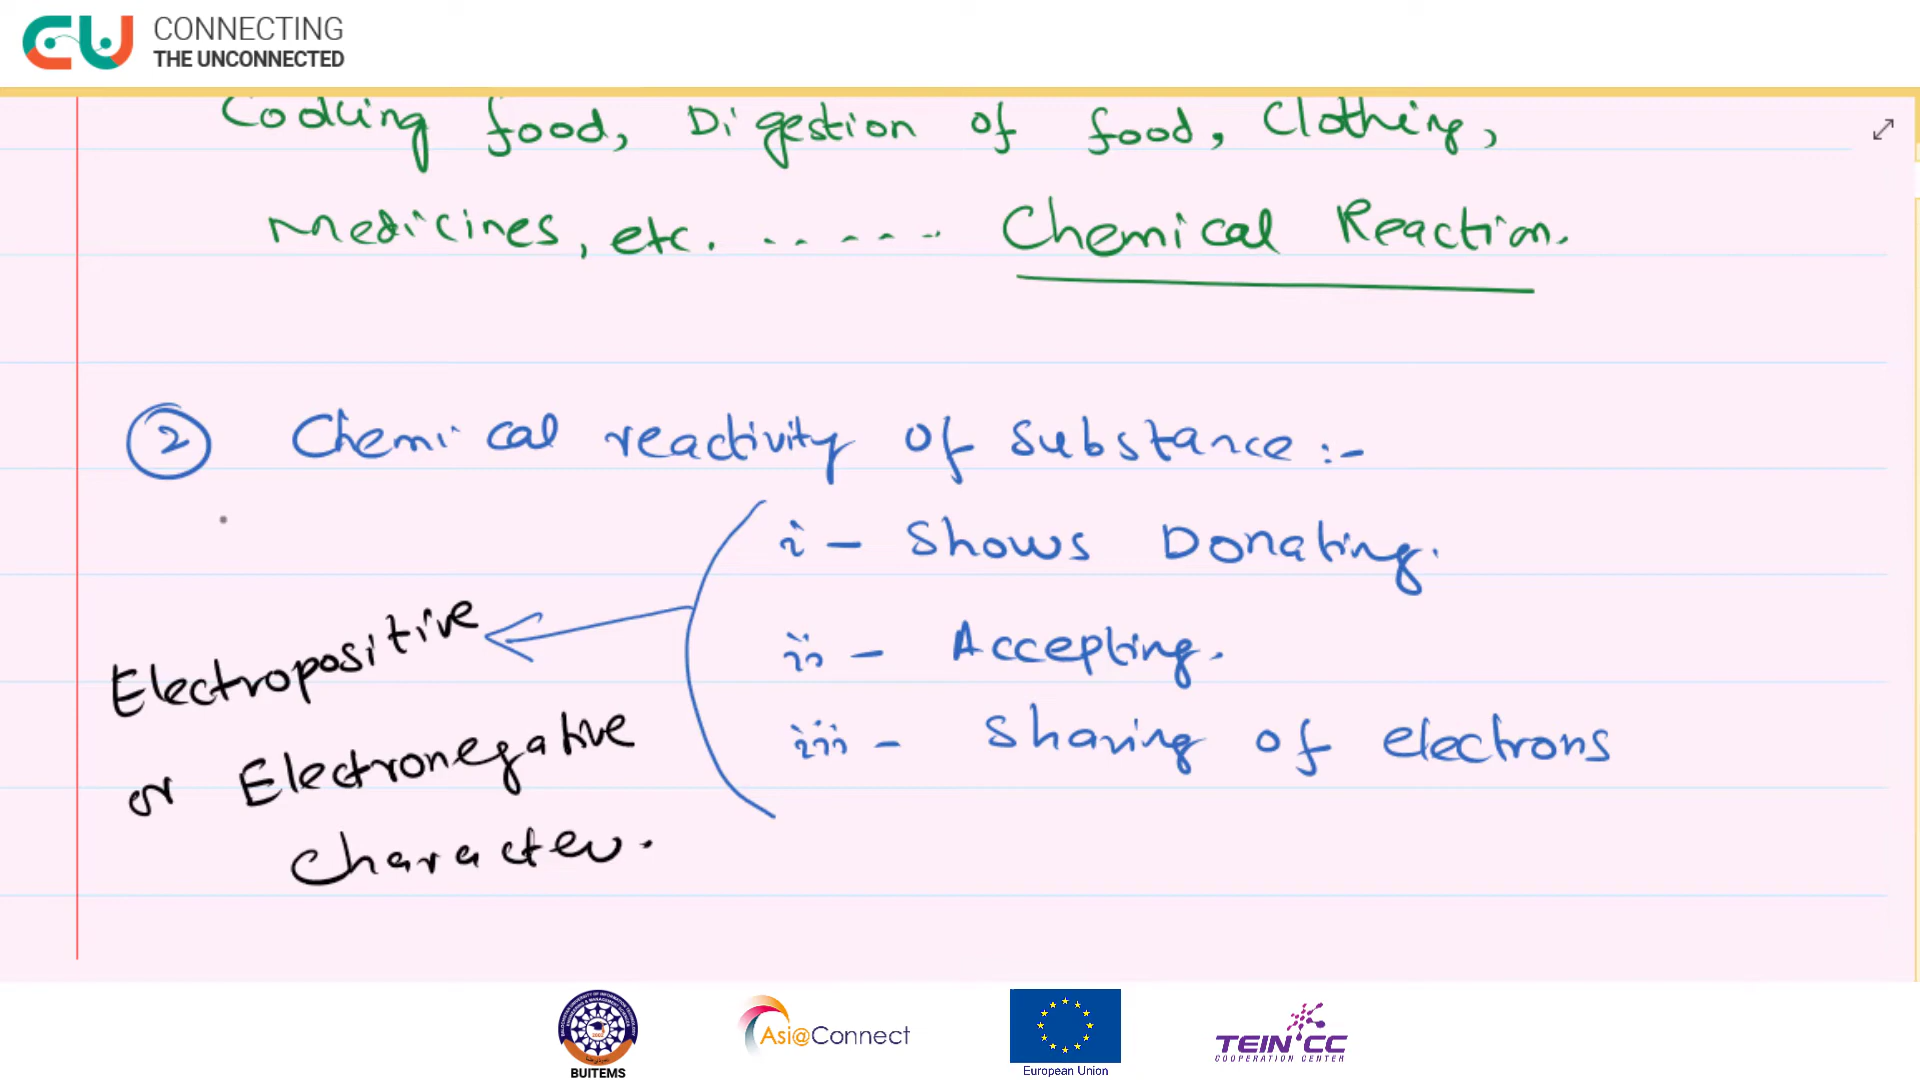 CONNECTING
THE UNCONNECTED
Cooking food, Digestion of food, Clothing,
Medicines, etc. ...... Chemical Reaction.
2 Chemical reactivity of substance :-
i - Shows Donating.
ii - Accepting.
iii - Sharing of electrons
Electropositive
or Electronegative
character.
BUITEMS
Asi@Connect
European Union
TEIN*CC
COOPERATION CENTER